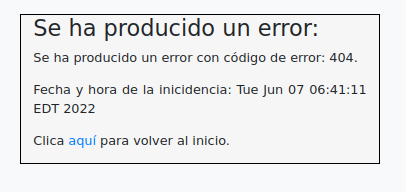 Se ha producido un error:
Se ha producido un error con código de error: 404.
Fecha y hora de la inicidencia: Tue Jun 07 06:41:11
EDT 2022
Clica aquí para volver al inicio.